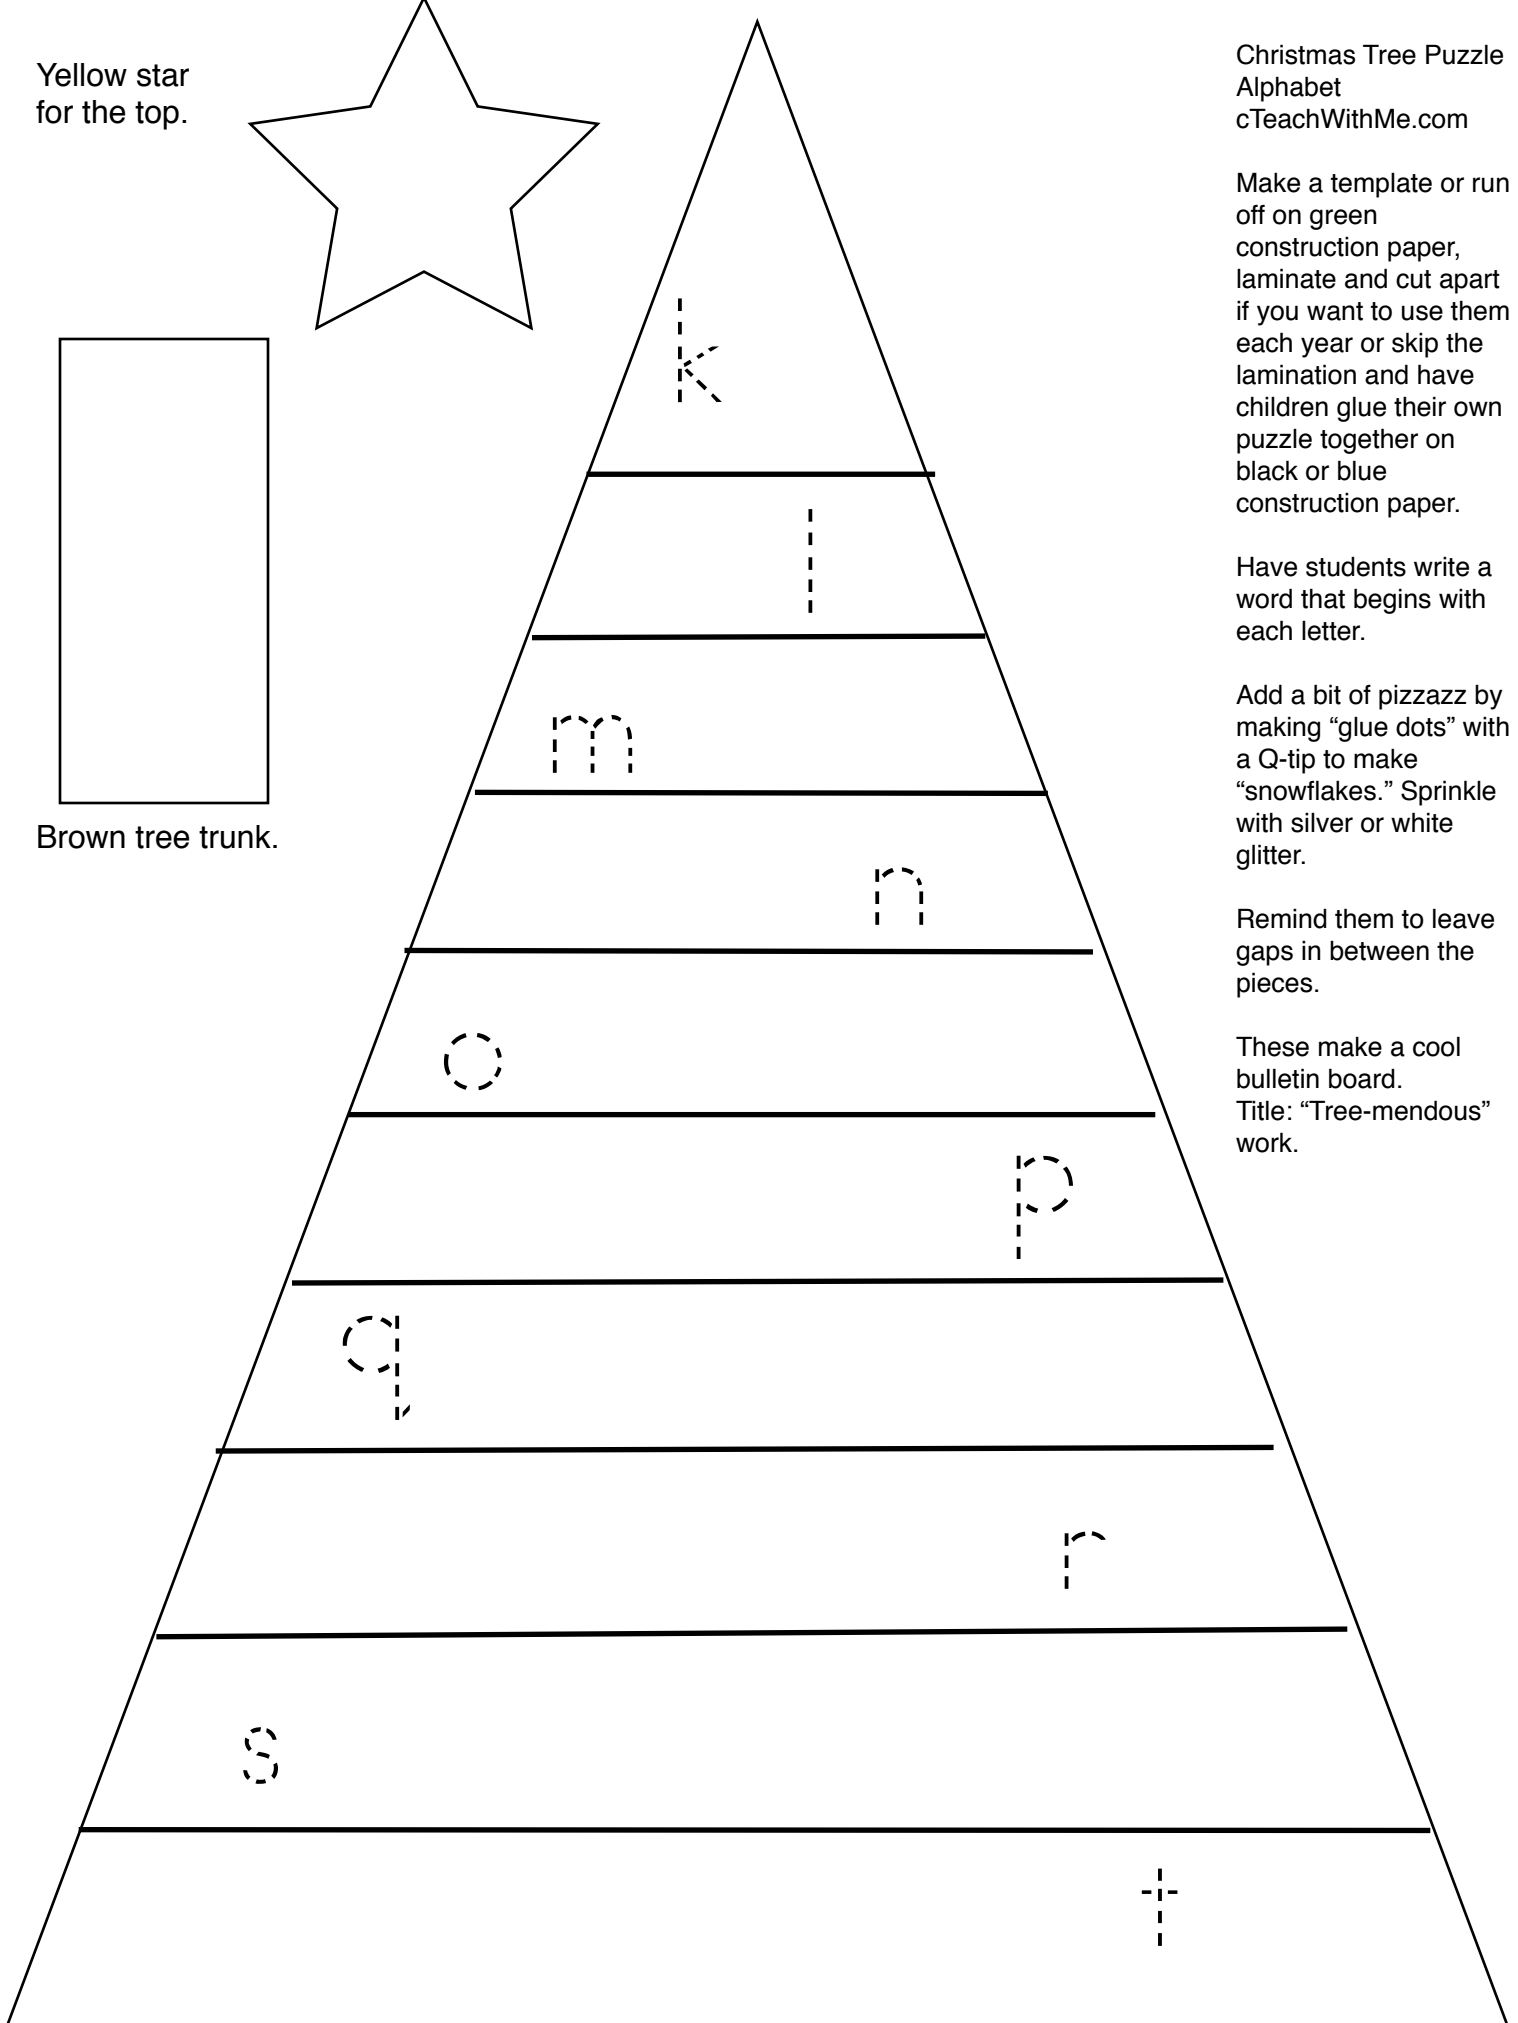 Yellow star
for the top.
Christmas Tree Puzzle
Alphabet
cTeachWithMe.com
Make a template or run
off on green
construction paper,
laminate and cut apart
if you want to use them
each year or skip the
lamination and have
children glue their own
puzzle together on
black or blue
construction paper.
Have students write a
word that begins with
each letter.
Add a bit of pizzazz by
making “glue dots” with
a Q-tip to make
“snowflakes.” Sprinkle
with silver or white
glitter.
Remind them to leave
gaps in between the
pieces.
These make a cool
bulletin board.
Title: “Tree-mendous”
work.
Brown tree trunk.
k
l
m
n
o
p
q
r
s
t